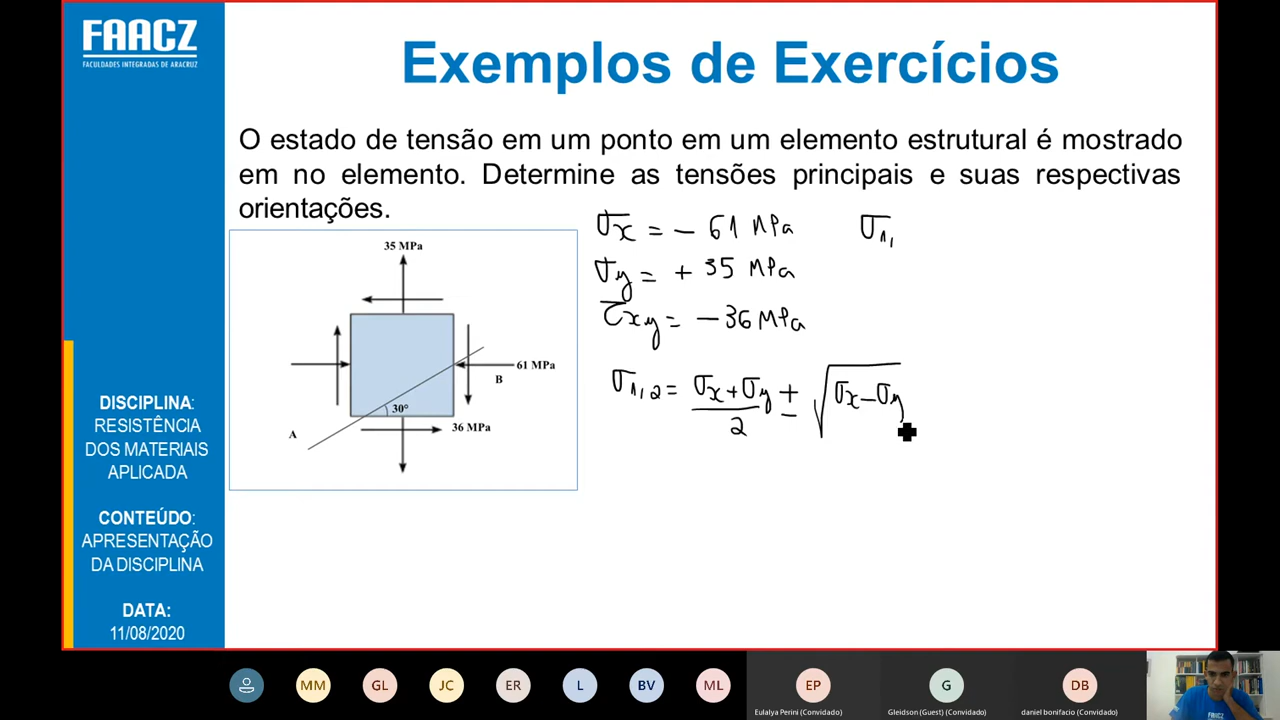 FAACZ
FACULDADES INTEGRADAS DE ARACRUZ
Exemplos de Exercícios
O estado de tensão em um ponto em um elemento estrutural é mostrado
em no elemento. Determine as tensões principais e suas respectivas
orientações.
σx = - 61 MPa
σ1,
σy = + 35 MPa
τxy = - 36 MPa
σ1,2 = σx+σy / 2 ± √ σx-σy
35 MPa
61 MPa
B
30°
36 MPa
A
DISCIPLINA:
RESISTÊNCIA
DOS MATERIAIS
APLICADA
CONTEÚDO:
APRESENTAÇÃO
DA DISCIPLINA
DATA:
11/08/2020
MM
GL
JC
ER
L
BV
ML
EP
Eulalya Perini (Convidado)
G
Gleidson (Guest) (Convidado)
DB
daniel bonifacio (Convidado)
FAACZ